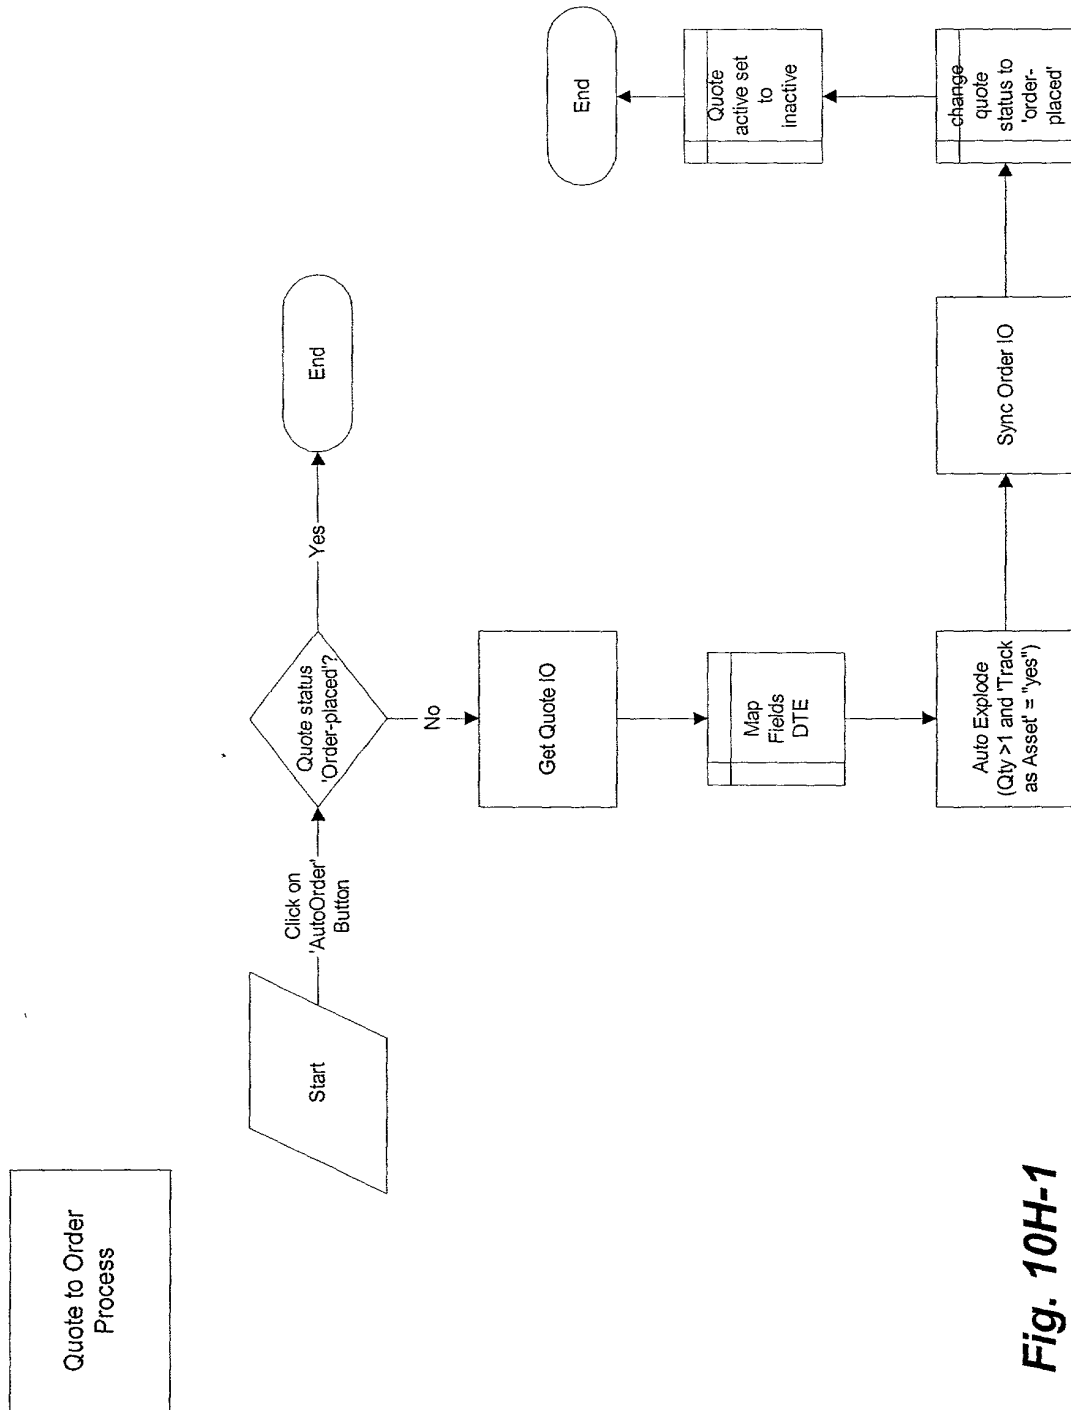 Quote to Order
Process
Start
Click on
'AutoOrder'
Button
Quote status
'Order-placed'?
Yes
End
No
Get Quote IO
Map
Fields
DTE
Auto Explode
(Qty >1 and 'Track
as Asset' = "yes")
Sync Order IO
change
quote
status to
'order-
placed'
Quote
active set
to
inactive
End
Fig. 10H-1